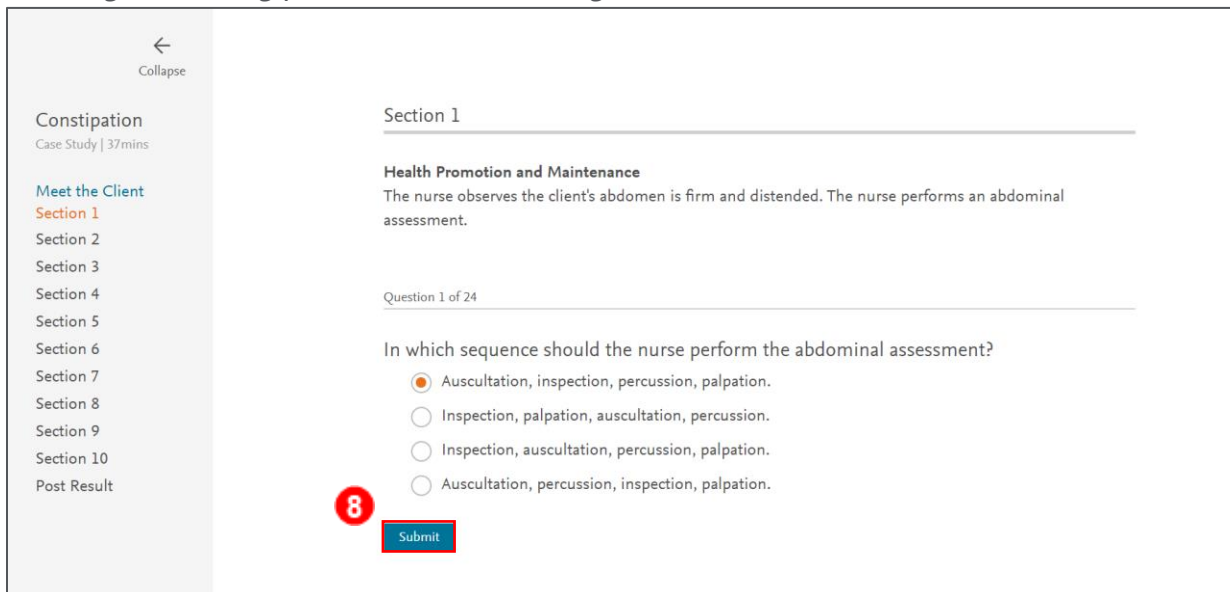 ←
Collapse
Constipation
Case Study | 37mins
Meet the Client
Section 1
Section 2
Section 3
Section 4
Section 5
Section 6
Section 7
Section 8
Section 9
Section 10
Post Result
Section 1
Health Promotion and Maintenance
The nurse observes the client's abdomen is firm and distended. The nurse performs an abdominal
assessment.
Question 1 of 24
In which sequence should the nurse perform the abdominal assessment?
Auscultation, inspection, percussion, palpation.
Inspection, palpation, auscultation, percussion.
Inspection, auscultation, percussion, palpation.
Auscultation, percussion, inspection, palpation.
8
Submit